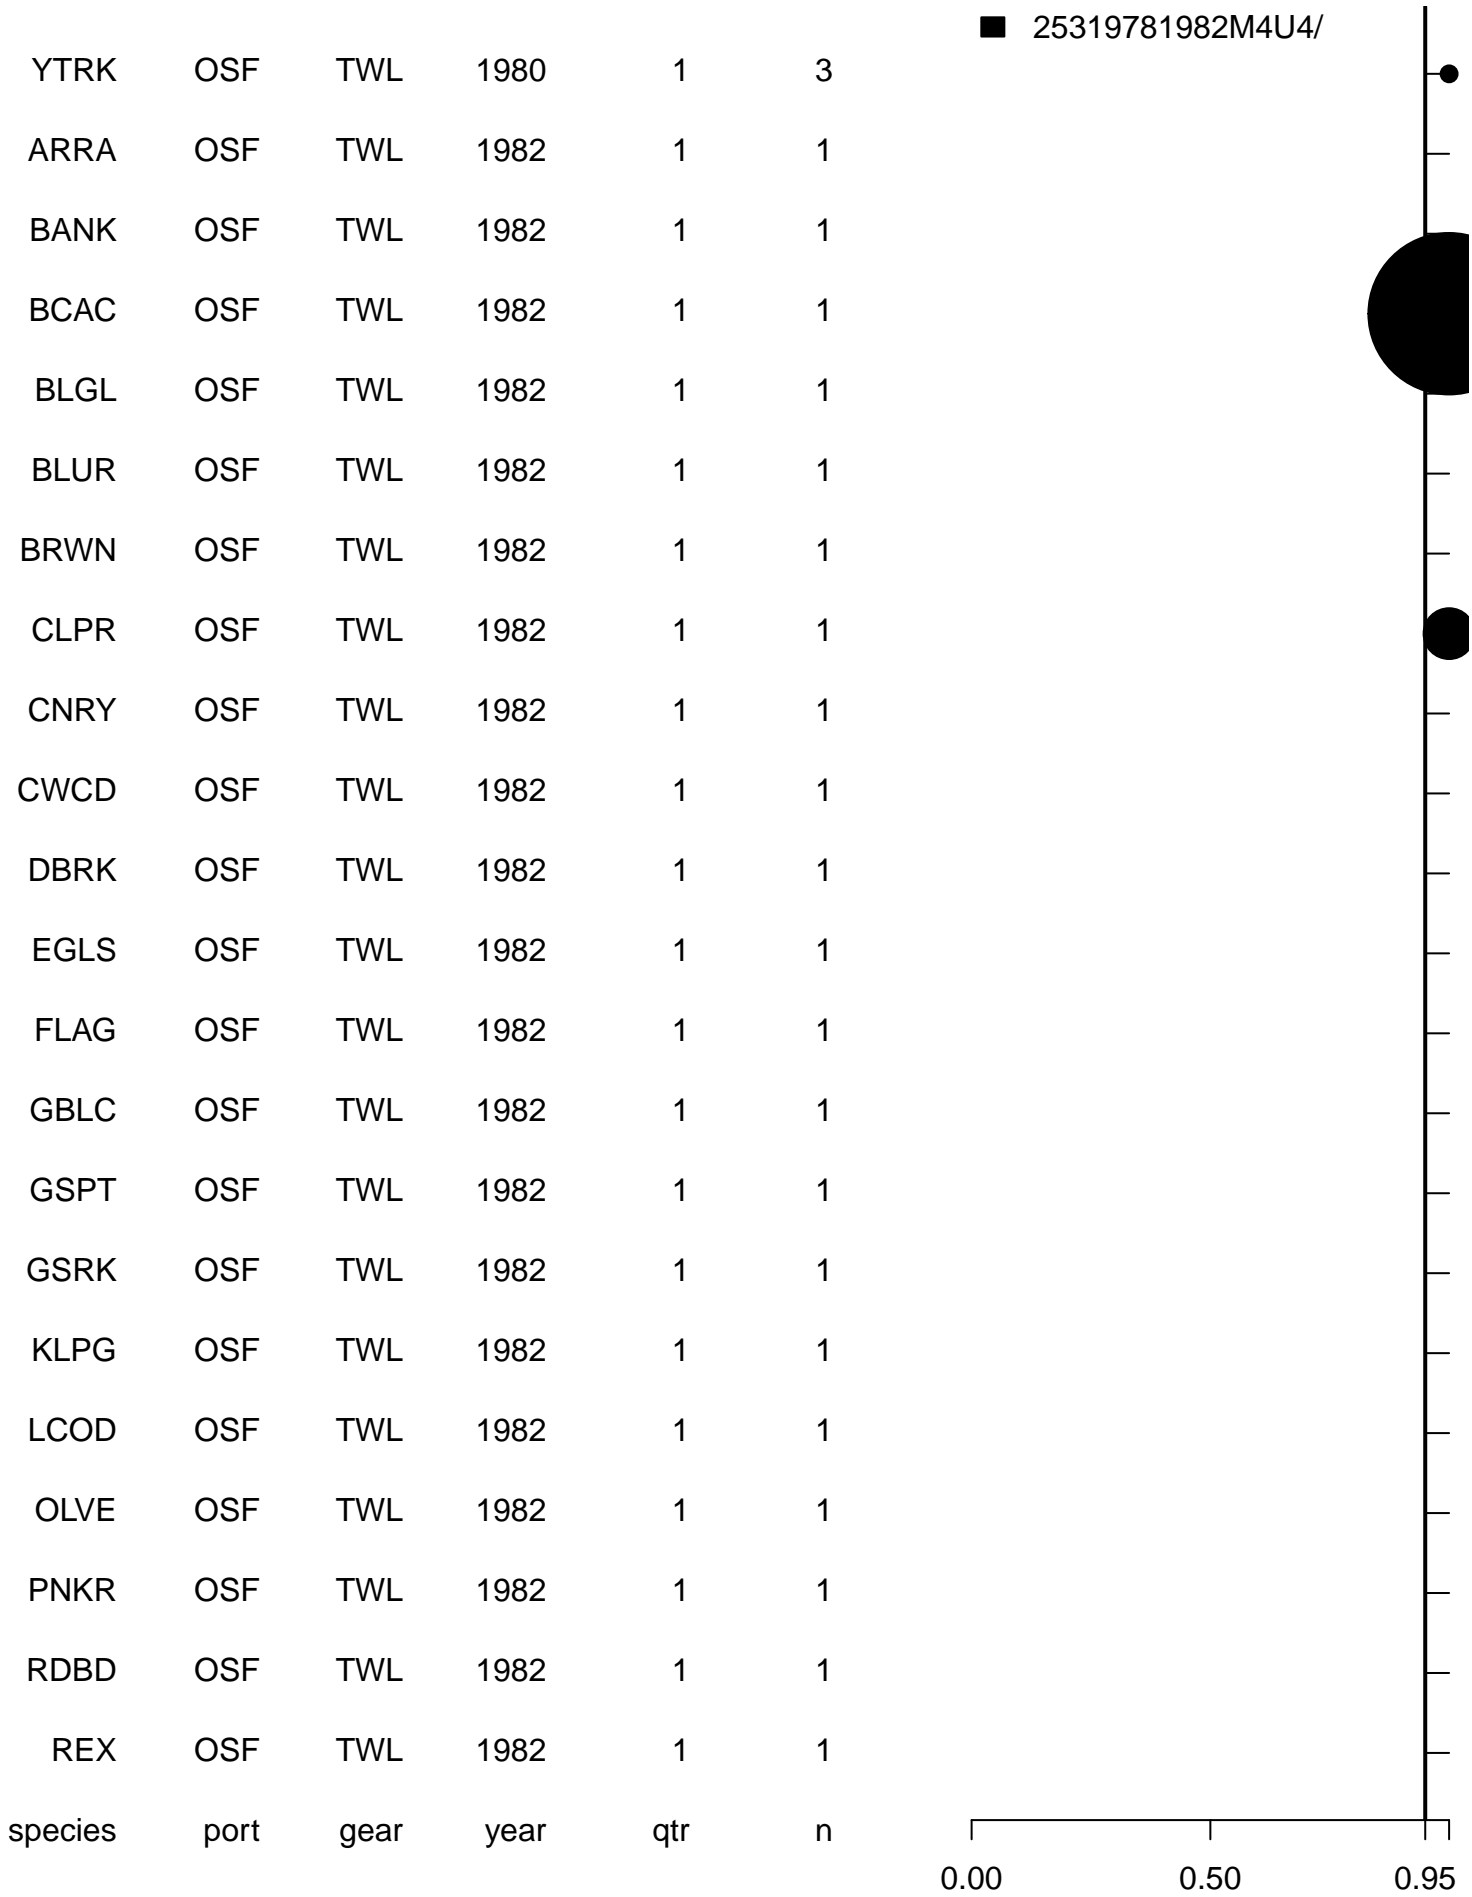 25319781982M4U4/
YTRK OSF TWL 1980 1 3
ARRA OSF TWL 1982 1 1
BANK OSF TWL 1982 1 1
BCAC OSF TWL 1982 1 1
BLGL OSF TWL 1982 1 1
BLUR OSF TWL 1982 1 1
BRWN OSF TWL 1982 1 1
CLPR OSF TWL 1982 1 1
CNRY OSF TWL 1982 1 1
CWCD OSF TWL 1982 1 1
DBRK OSF TWL 1982 1 1
EGLS OSF TWL 1982 1 1
FLAG OSF TWL 1982 1 1
GBLC OSF TWL 1982 1 1
GSPT OSF TWL 1982 1 1
GSRK OSF TWL 1982 1 1
KLPG OSF TWL 1982 1 1
LCOD OSF TWL 1982 1 1
OLVE OSF TWL 1982 1 1
PNKR OSF TWL 1982 1 1
RDBD OSF TWL 1982 1 1
REX OSF TWL 1982 1 1
species port gear year qtr n
0.00 0.50 0.95